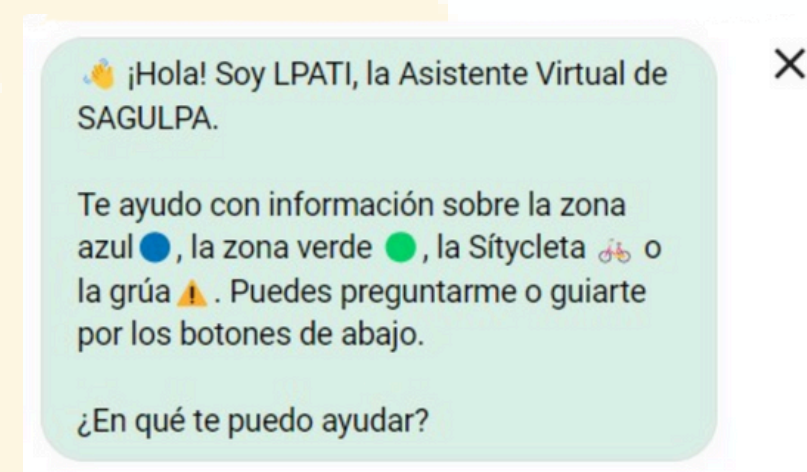 👋 ¡Hola! Soy LPATI, la Asistente Virtual de
SAGULPA.
Te ayudo con información sobre la zona
azul🔵, la zona verde 🟢, la Sítycleta 🚲 o
la grúa ⚠️. Puedes preguntarme o guiarte
por los botones de abajo.
¿En qué te puedo ayudar?